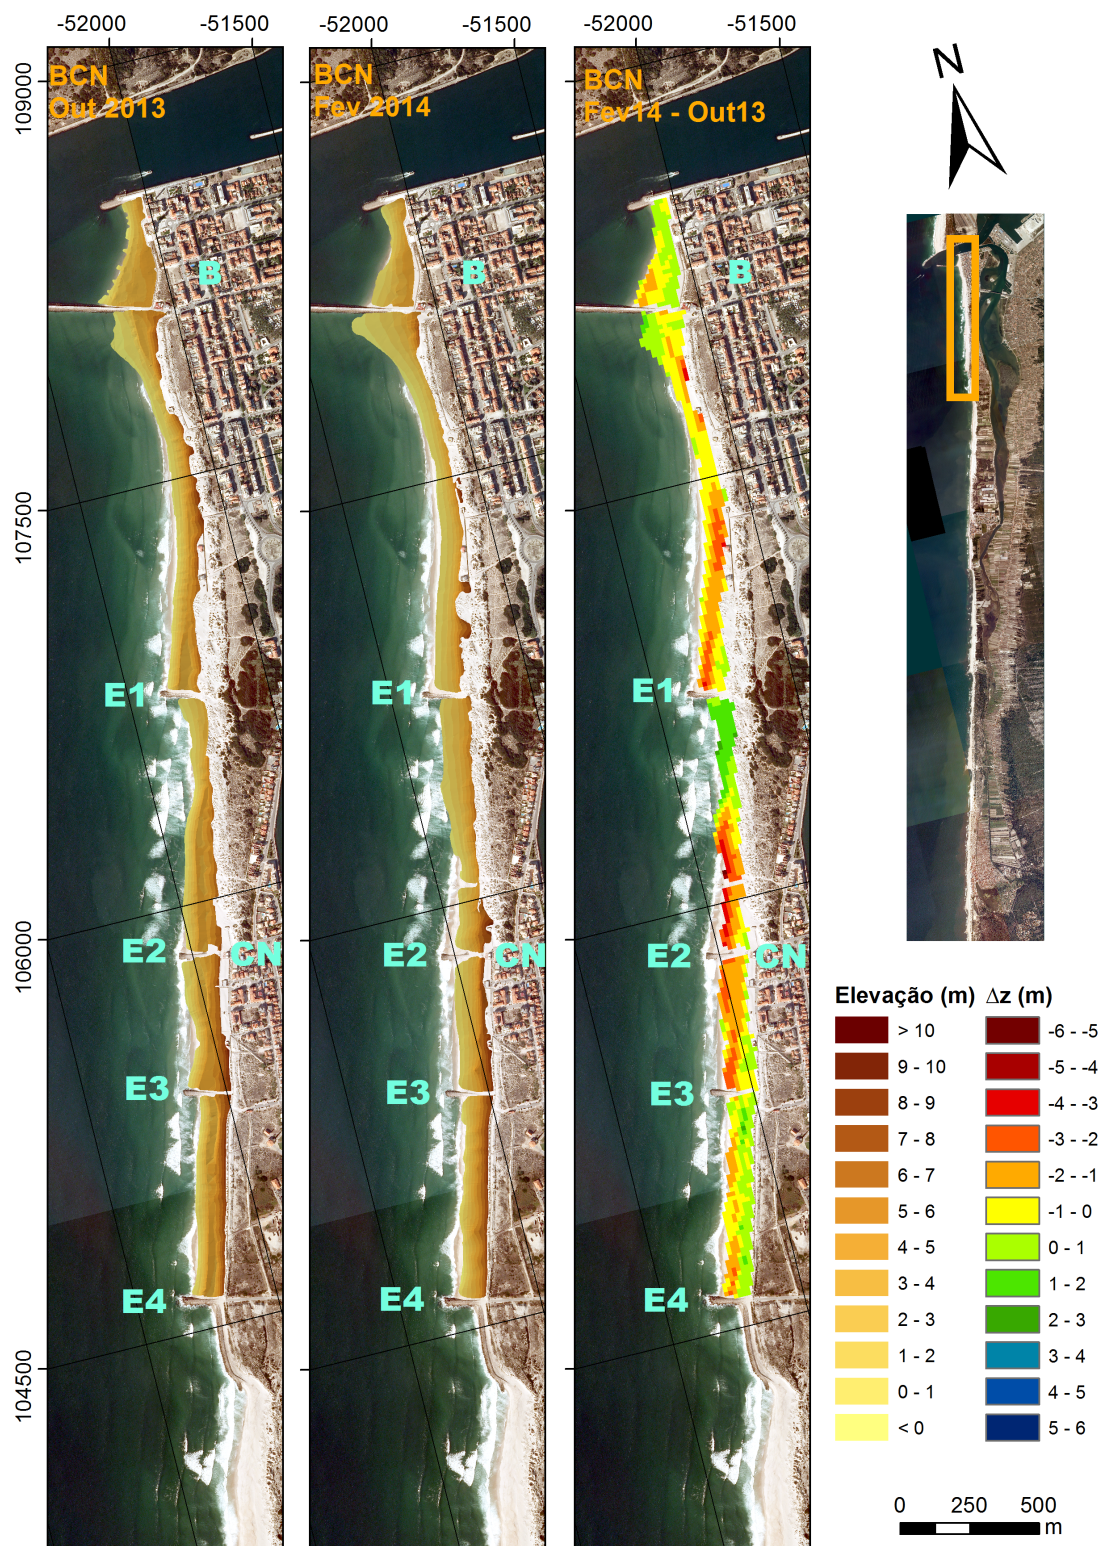 -52000 -51500 -52000 -51500 -52000 -51500
109000
107500
106000
104500
BCN
Out 2013
B
E1
E2
CN
E3
E4
BCN
Fev 2014
B
E1
E2
CN
E3
E4
BCN
Fev14 - Out13
B
E1
E2
CN
E3
E4
N
Elevação (m)
> 10
9 - 10
8 - 9
7 - 8
6 - 7
5 - 6
4 - 5
3 - 4
2 - 3
1 - 2
0 - 1
< 0
Δz (m)
-6 - -5
-5 - -4
-4 - -3
-3 - -2
-2 - -1
-1 - 0
0 - 1
1 - 2
2 - 3
3 - 4
4 - 5
5 - 6
0 250 500
m